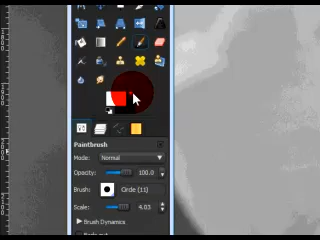 Paintbrush
Mode: Normal
Opacity: 100.0
Brush: Circle (11)
Scale: 4.03
Brush Dynamics